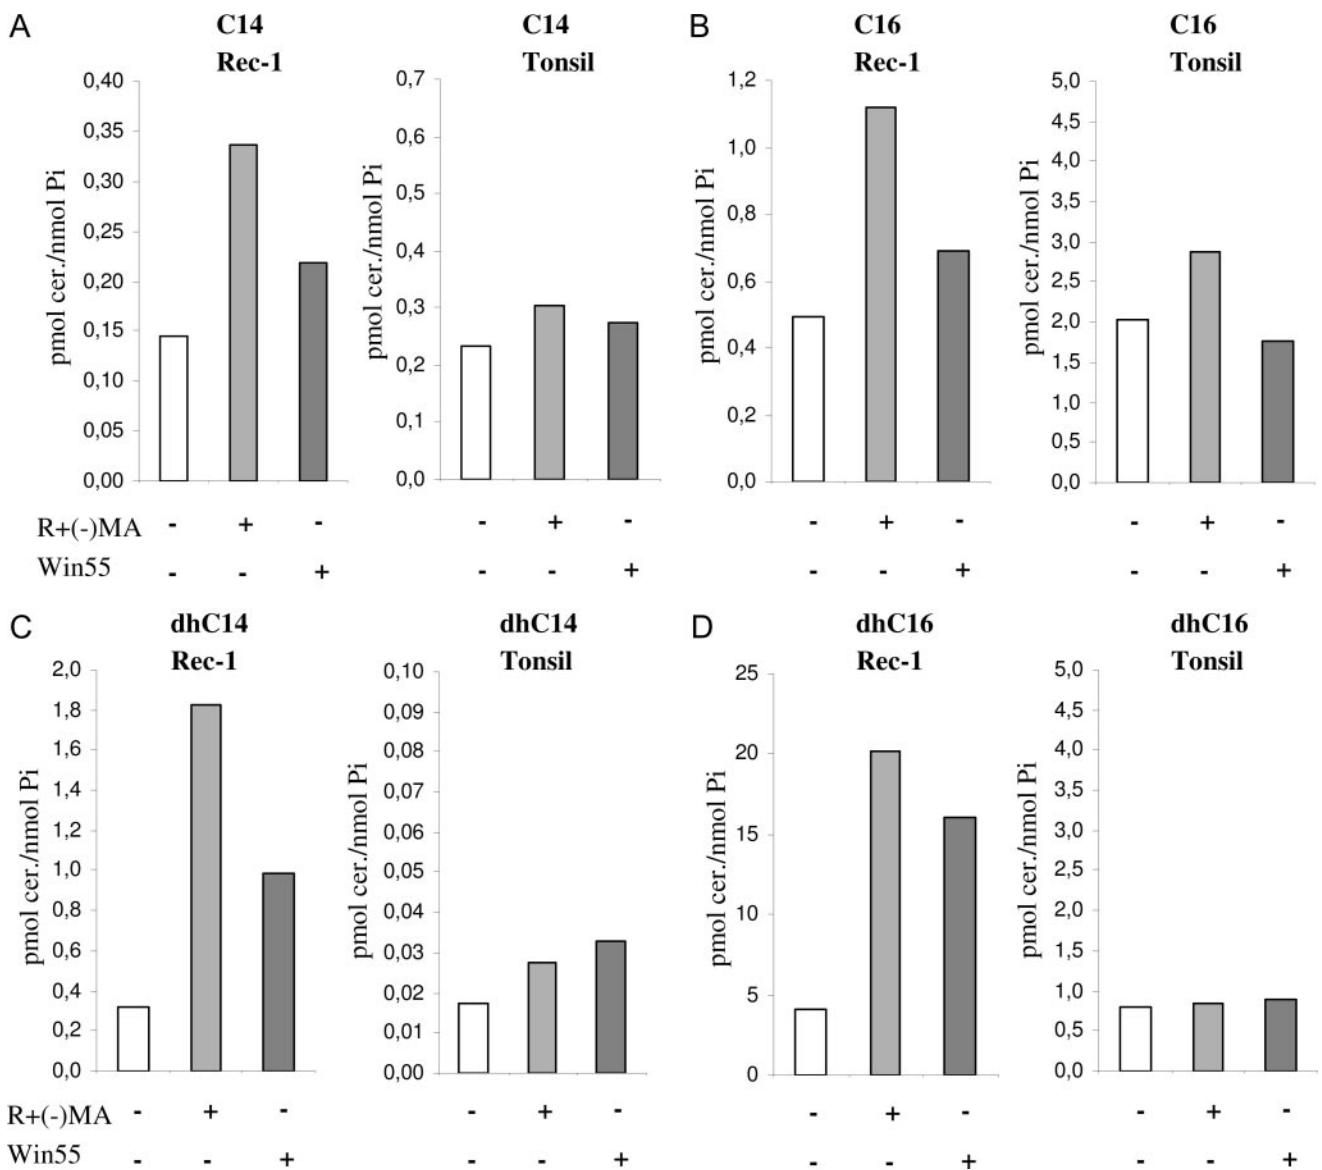 A
C14
Rec-1
pmol cer./nmol Pi
0,40
0,35
0,30
0,25
0,20
0,15
0,10
0,05
0,00
C14
Tonsil
pmol cer./nmol Pi
0,7
0,6
0,5
0,4
0,3
0,2
0,1
0,0
B
C16
Rec-1
pmol cer./nmol Pi
1,2
1,0
0,8
0,6
0,4
0,2
0,0
C16
Tonsil
pmol cer./nmol Pi
5,0
4,5
4,0
3,5
3,0
2,5
2,0
1,5
1,0
0,5
0,0
R+(-)MA - + - - + - - + - - + -
Win55 - - + - - + - - + - - +
C
dhC14
Rec-1
pmol cer./nmol Pi
2,0
1,8
1,6
1,4
1,2
1,0
0,8
0,6
0,4
0,2
0,0
dhC14
Tonsil
pmol cer./nmol Pi
0,10
0,09
0,08
0,07
0,06
0,05
0,04
0,03
0,02
0,01
0,00
D
dhC16
Rec-1
pmol cer./nmol Pi
25
20
15
10
5
0
dhC16
Tonsil
pmol cer./nmol Pi
5,0
4,5
4,0
3,5
3,0
2,5
2,0
1,5
1,0
0,5
0,0
R+(-)MA - + - - + - - + - - + -
Win55 - - + - - + - - + - - +